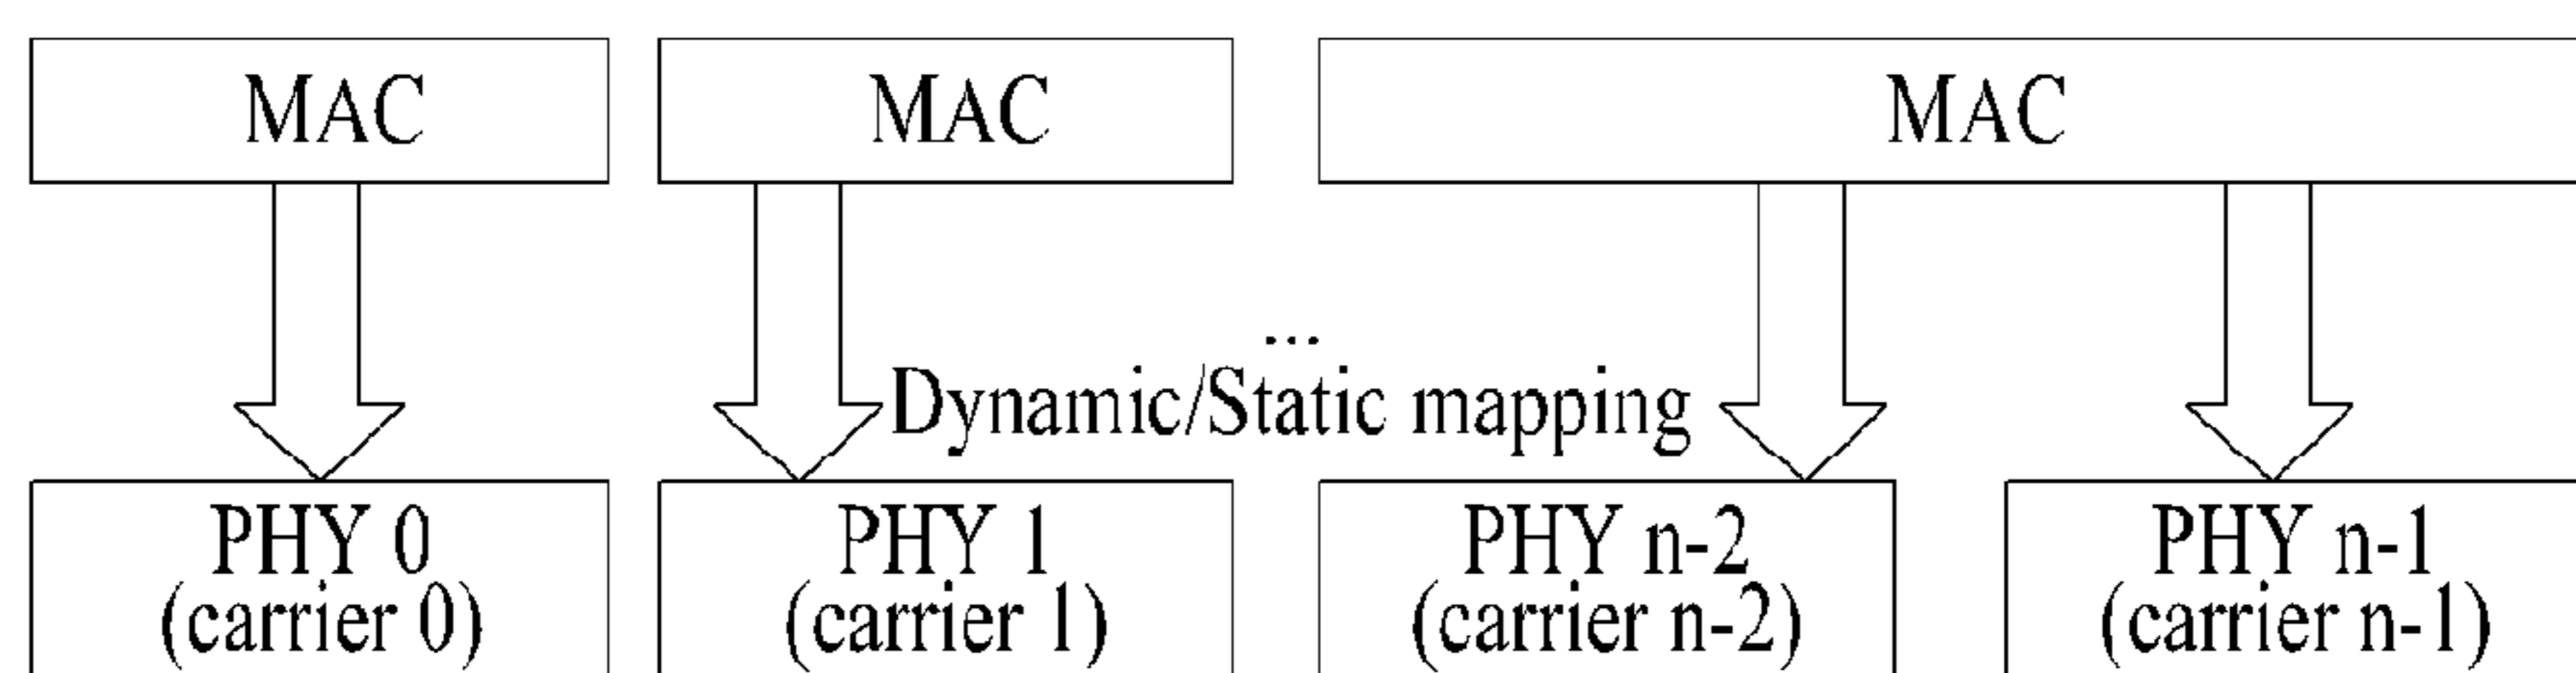 MAC
MAC
MAC
...
Dynamic/Static mapping
PHY 0
(carrier 0)
PHY 1
(carrier 1)
PHY n-2
(carrier n-2)
PHY n-1
(carrier n-1)